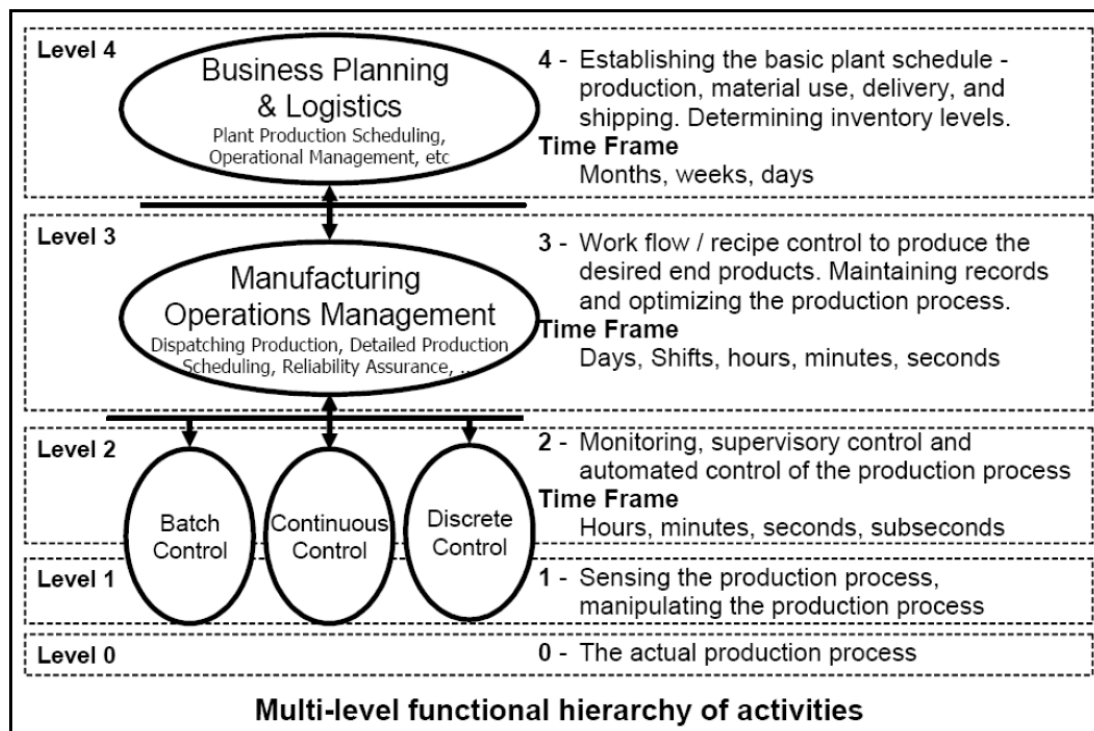 Level 4
Business Planning
& Logistics
Plant Production Scheduling,
Operational Management, etc
4 - Establishing the basic plant schedule -
production, material use, delivery, and
shipping. Determining inventory levels.
Time Frame
Months, weeks, days
Level 3
Manufacturing
Operations Management
Dispatching Production, Detailed Production
Scheduling, Reliability Assurance, ...
3 - Work flow / recipe control to produce the
desired end products. Maintaining records
and optimizing the production process.
Time Frame
Days, Shifts, hours, minutes, seconds
Level 2
Batch
Control
Continuous
Control
Discrete
Control
2 - Monitoring, supervisory control and
automated control of the production process
Time Frame
Hours, minutes, seconds, subseconds
Level 1
1 - Sensing the production process,
manipulating the production process
Level 0
0 - The actual production process
Multi-level functional hierarchy of activities